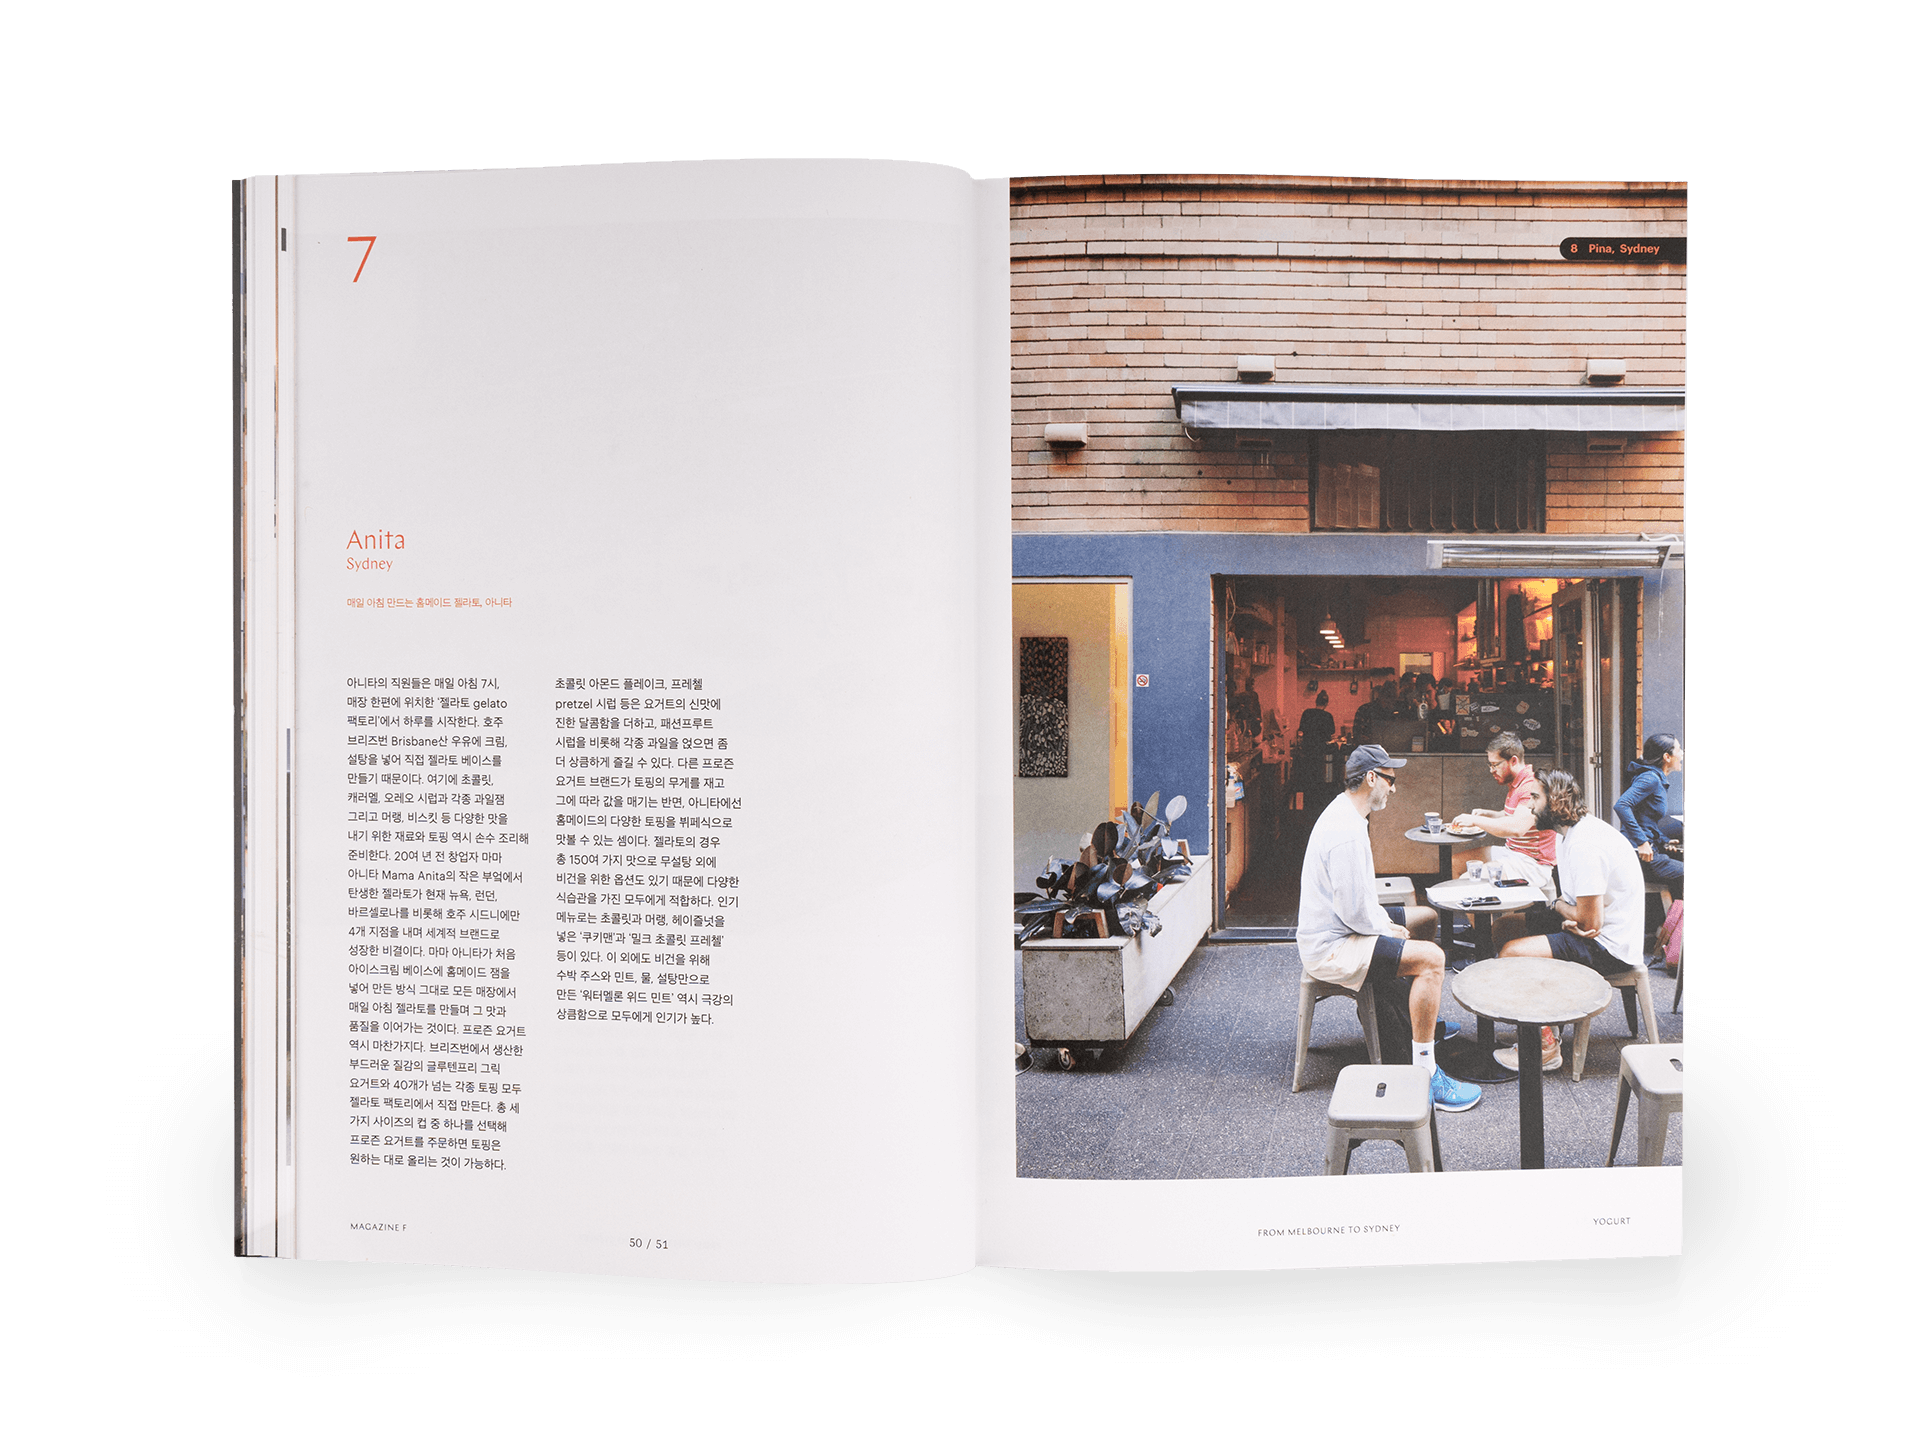 7
Anita
Sydney
매일 아침 만드는 홈메이드 젤라토, 아니타
아니타의 직원들은 매일 아침 7시,
매장 한편에 위치한 '젤라토 gelato
팩토리'에서 하루를 시작한다. 호주
브리즈번 Brisbane산 우유에 크림,
설탕을 넣어 직접 젤라토 베이스를
만들기 때문이다. 여기에 초콜릿,
캐러멜, 오레오 시럽과 각종 과일잼
그리고 머랭, 비스킷 등 다양한 맛을
내기 위한 재료와 토핑 역시 손수 조리해
준비한다. 20여 년 전 창업자 마마
아니타 Mama Anita의 작은 부엌에서
탄생한 젤라토가 현재 뉴욕, 런던,
바르셀로나를 비롯해 호주 시드니에만
4개 지점을 내며 세계적 브랜드로
성장한 비결이다. 마마 아니타가 처음
아이스크림 베이스에 홈메이드 잼을
넣어 만든 방식 그대로 모든 매장에서
매일 아침 젤라토를 만들며 그 맛과
품질을 이어가는 것이다. 프로즌 요거트
역시 마찬가지다. 브리즈번에서 생산한
부드러운 질감의 글루텐프리 그릭
요거트와 40개가 넘는 각종 토핑 모두
젤라토 팩토리에서 직접 만든다. 총 세
가지 사이즈의 컵 중 하나를 선택해
프로즌 요거트를 주문하면 토핑은
원하는 대로 올리는 것이 가능하다.
초콜릿 아몬드 플레이크, 프레첼
pretzel 시럽 등은 요거트의 신맛에
진한 달콤함을 더하고, 패션프루트
시럽을 비롯해 각종 과일을 얹으면 좀
더 상큼하게 즐길 수 있다. 다른 프로즌
요거트 브랜드가 토핑의 무게를 재고
그에 따라 값을 매기는 반면, 아니타에선
홈메이드의 다양한 토핑을 뷔페식으로
맛볼 수 있는 셈이다. 젤라토의 경우
총 150여 가지 맛으로 무설탕 외에
비건을 위한 옵션도 있기 때문에 다양한
식습관을 가진 모두에게 적합하다. 인기
메뉴로는 초콜릿과 머랭, 헤이즐넛을
넣은 '쿠키맨'과 '밀크 초콜릿 프레첼'
등이 있다. 이 외에도 비건을 위해
수박 주스와 민트, 물, 설탕만으로
만든 '워터멜론 위드 민트' 역시 극강의
상큼함으로 모두에게 인기가 높다.
MAGAZINE F
50 / 51
8 Pina, Sydney
FROM MELBOURNE TO SYDNEY
YOGURT